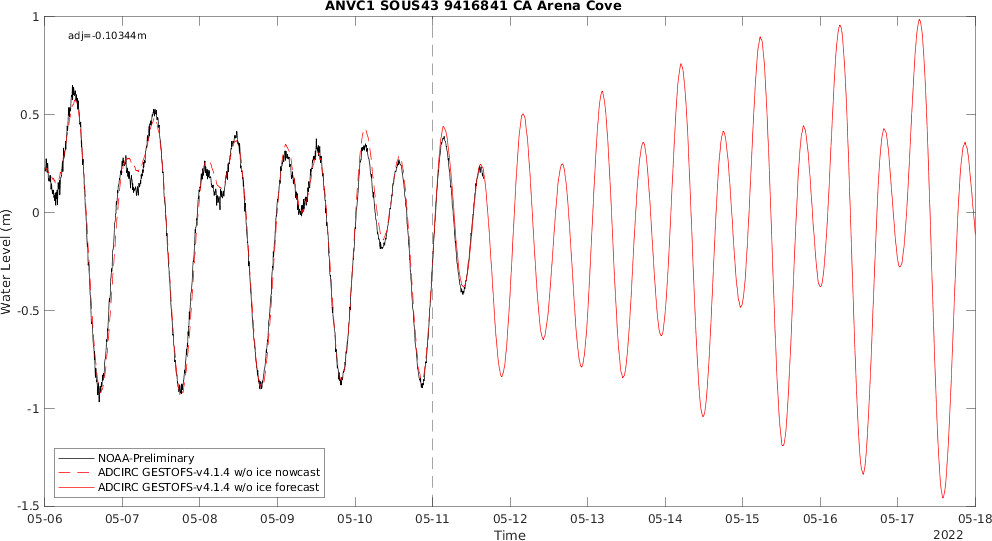 ANVC1 SOUS43 9416841 CA Arena Cove
adj=-0.10344m
1
0.5
0
-0.5
-1
-1.5
Water Level (m)
NOAA-Preliminary
ADCIRC GESTOFS-v4.1.4 w/o ice nowcast
ADCIRC GESTOFS-v4.1.4 w/o ice forecast
05-06 05-07 05-08 05-09 05-10 05-11 05-12 05-13 05-14 05-15 05-16 05-17 05-18
Time
2022